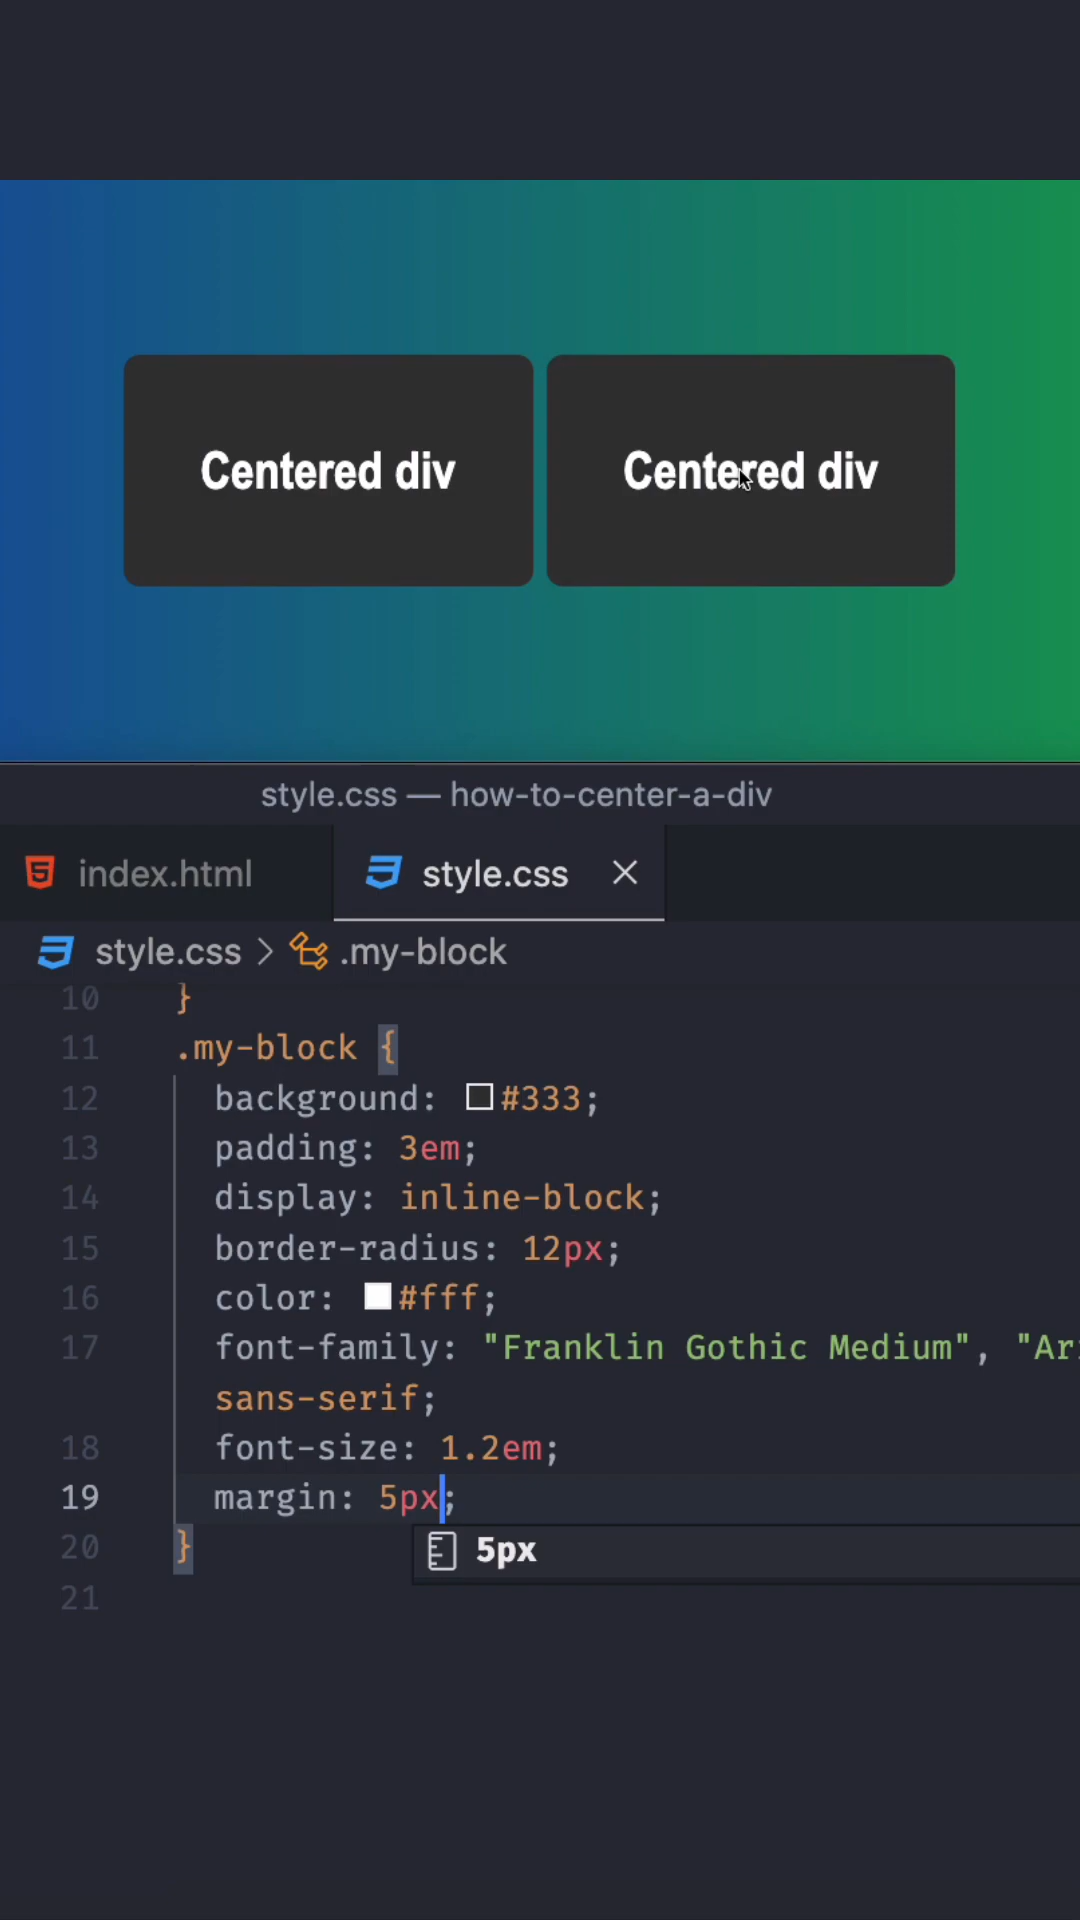 Centered div
Centered div
style.css — how-to-center-a-div
index.html
style.css
style.css > .my-block
10 }
11 .my-block {
12 background: #333;
13 padding: 3em;
14 display: inline-block;
15 border-radius: 12px;
16 color: #fff;
17 font-family: "Franklin Gothic Medium", "Ar
sans-serif;
18 font-size: 1.2em;
19 margin: 5px;
20 }
5px
21